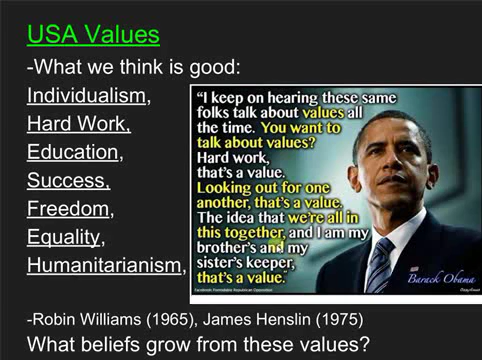 USA Values
-What we think is good:
Individualism,
Hard Work,
Education,
Success,
Freedom,
Equality,
Humanitarianism,
“I keep on hearing these same
folks talk about values all
the time. You want to
talk about values?
Hard work,
that's a value.
Looking out for one
another, that's a value.
The idea that we're all in
this together, and I am my
brother's and my
sister's keeper,
that's a value.
Barack Obama
-Robin Williams (1965), James Henslin (1975)
What beliefs grow from these values?